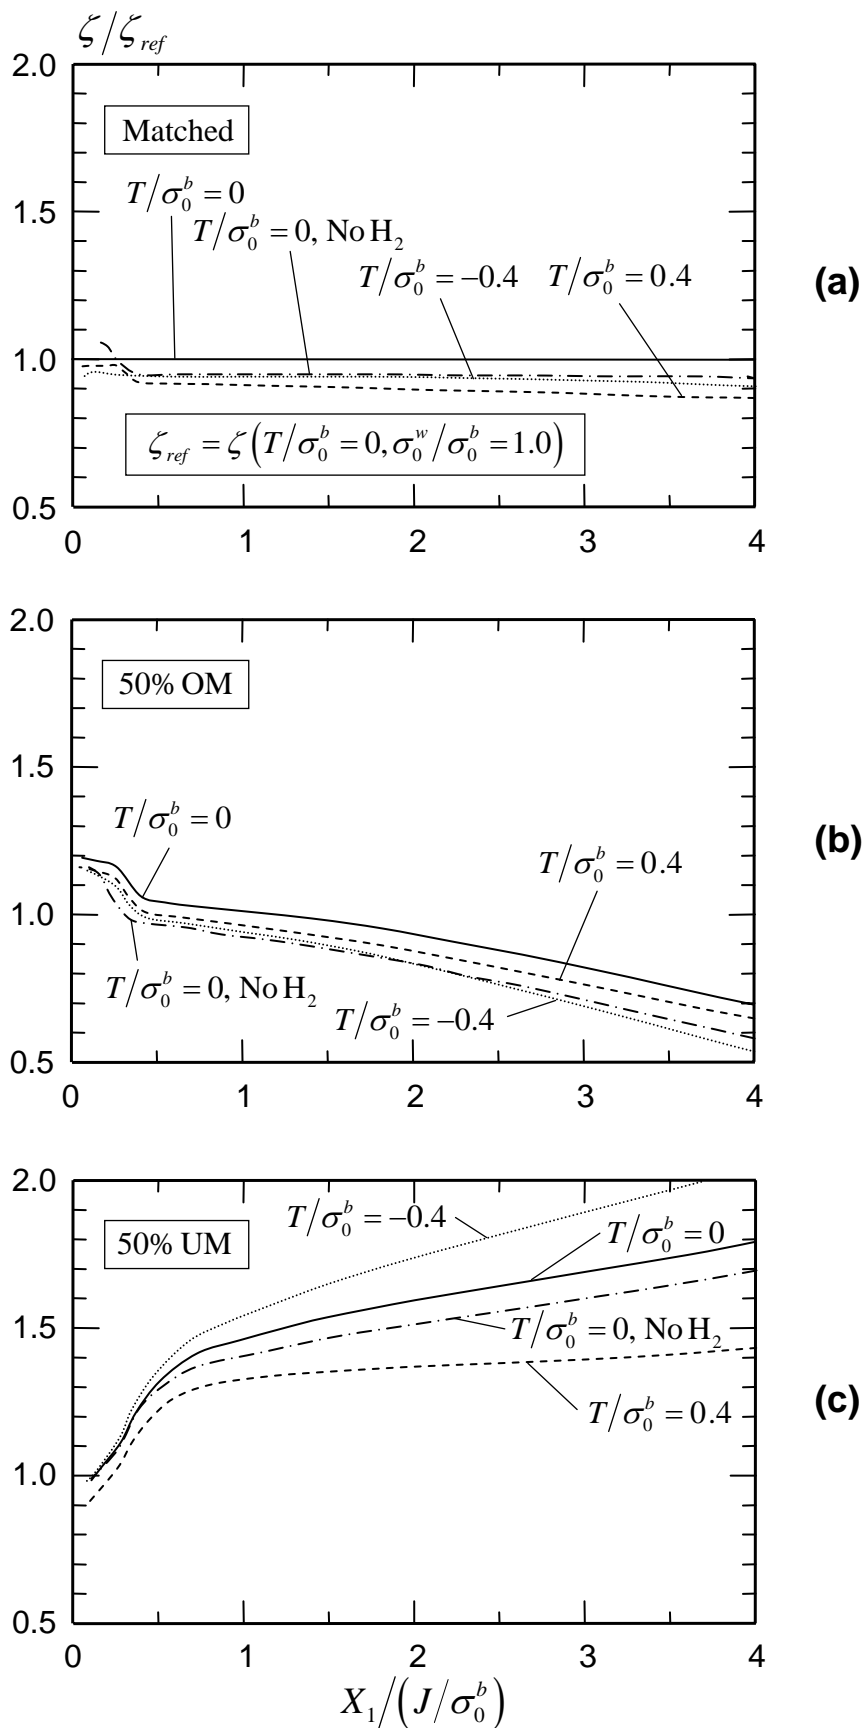 ζ/ζ_ref
2.0
Matched
T/σ₀ᵇ = 0
1.5
T/σ₀ᵇ = 0, No H₂
T/σ₀ᵇ = −0.4
T/σ₀ᵇ = 0.4
(a)
1.0
ζ_ref = ζ(T/σ₀ᵇ = 0, σ₀ʷ/σ₀ᵇ = 1.0)
0.5
0 1 2 3 4
2.0
50% OM
1.5
T/σ₀ᵇ = 0
T/σ₀ᵇ = 0.4
(b)
1.0
T/σ₀ᵇ = 0, No H₂
T/σ₀ᵇ = −0.4
0.5
0 1 2 3 4
2.0
T/σ₀ᵇ = −0.4
T/σ₀ᵇ = 0
50% UM
1.5
T/σ₀ᵇ = 0, No H₂
T/σ₀ᵇ = 0.4
(c)
1.0
0.5
0 1 2 3 4
X₁/(J/σ₀ᵇ)